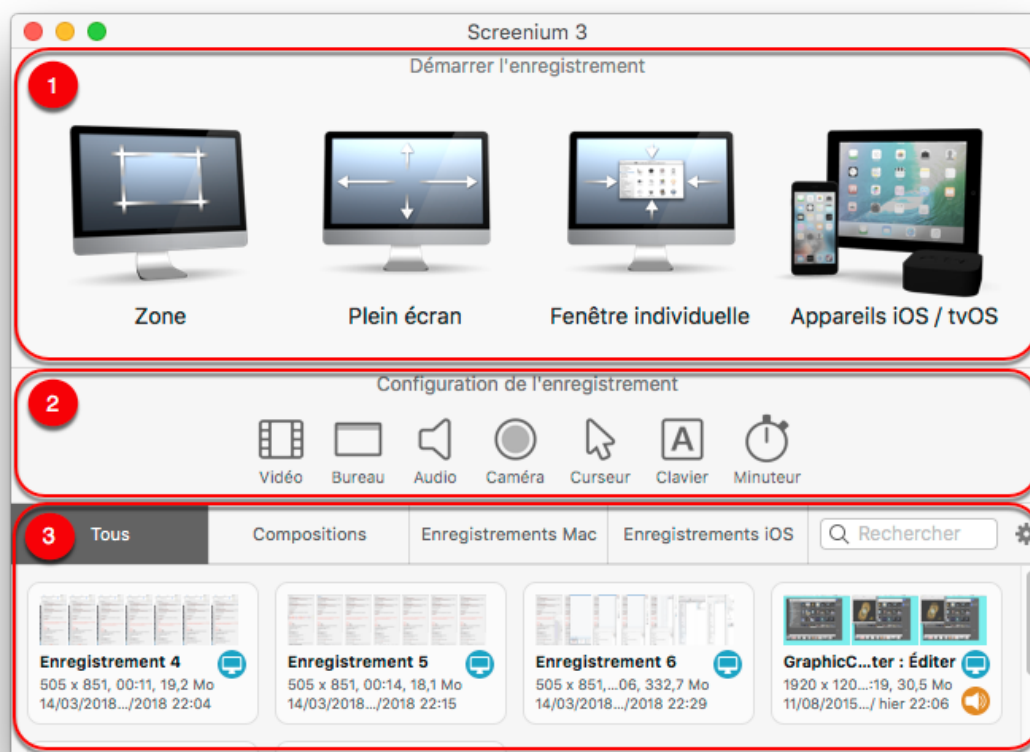 Screenium 3
1
Démarrer l'enregistrement
Zone
Plein écran
Fenêtre individuelle
Appareils iOS / tvOS
2
Configuration de l'enregistrement
Vidéo
Bureau
Audio
Caméra
Curseur
A
Clavier
Minuteur
3
Tous
Compositions
Enregistrements Mac
Enregistrements iOS
Rechercher
Enregistrement 4
505 x 851, 00:11, 19,2 Mo
14/03/2018.../2018 22:04
Enregistrement 5
505 x 851, 00:14, 18,1 Mo
14/03/2018.../2018 22:15
Enregistrement 6
505 x 851,...06, 332,7 Mo
14/03/2018.../2018 22:29
GraphicC...ter : Éditer
1920 x 120...:19, 30,5 Mo
11/08/2015.../ hier 22:06